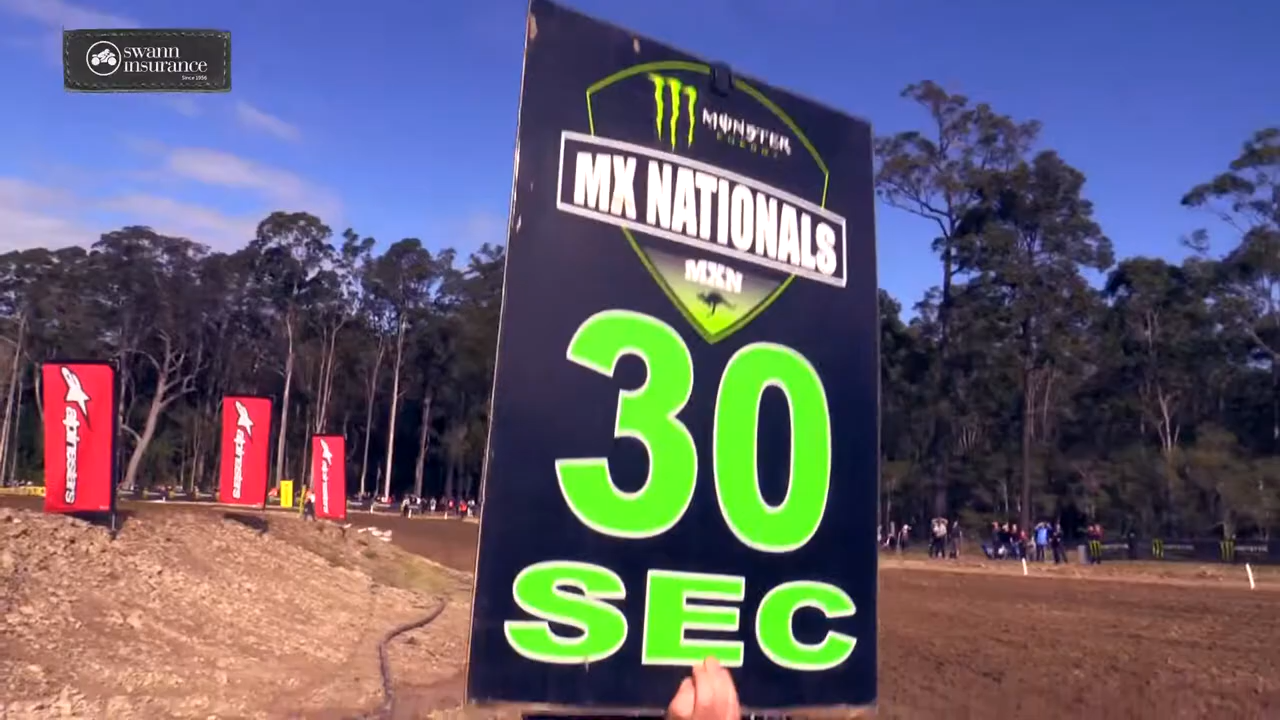 swann
insurance
Since 1956
MONSTER
ENERGY
MX NATIONALS
MXN
30
SEC
alpinestars
alpinestars
alpinestars